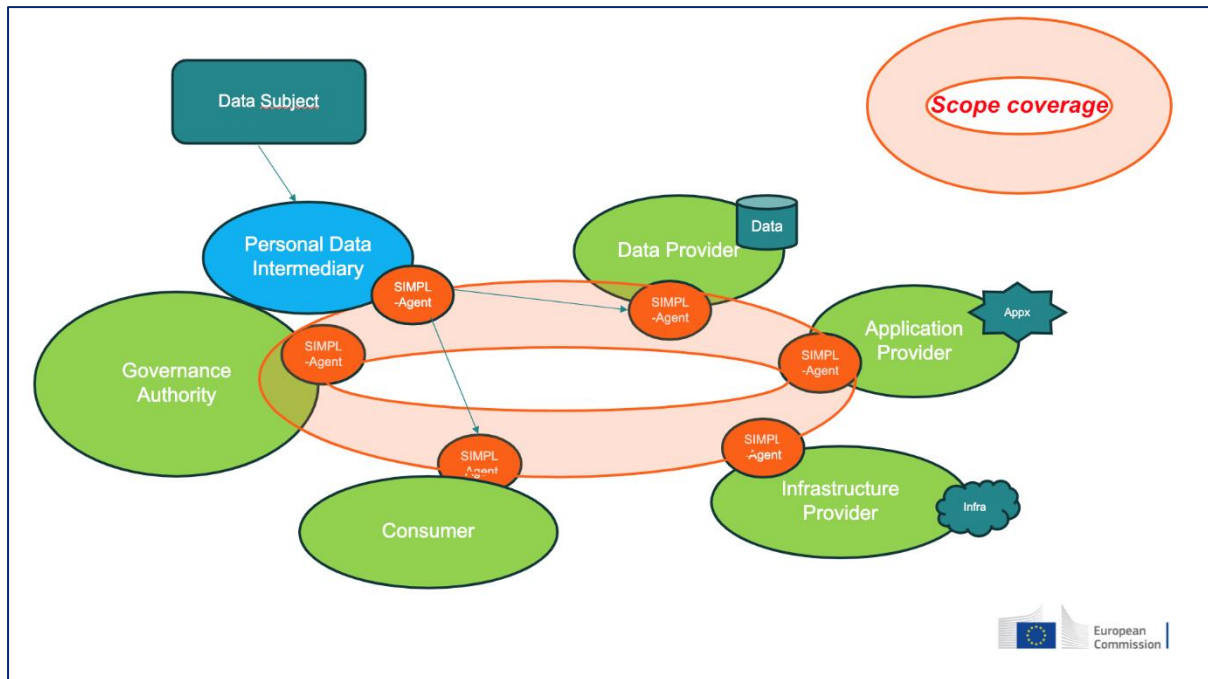 Data Subject
Scope coverage
Personal Data
Intermediary
SIMPL
-Agent
Data Provider
Data
SIMPL
-Agent
Governance
Authority
SIMPL
-Agent
Application
Provider
Appx
SIMPL
-Agent
SIMPL
-Agent
Consumer
SIMPL
-Agent
Infrastructure
Provider
Infra
European
Commission